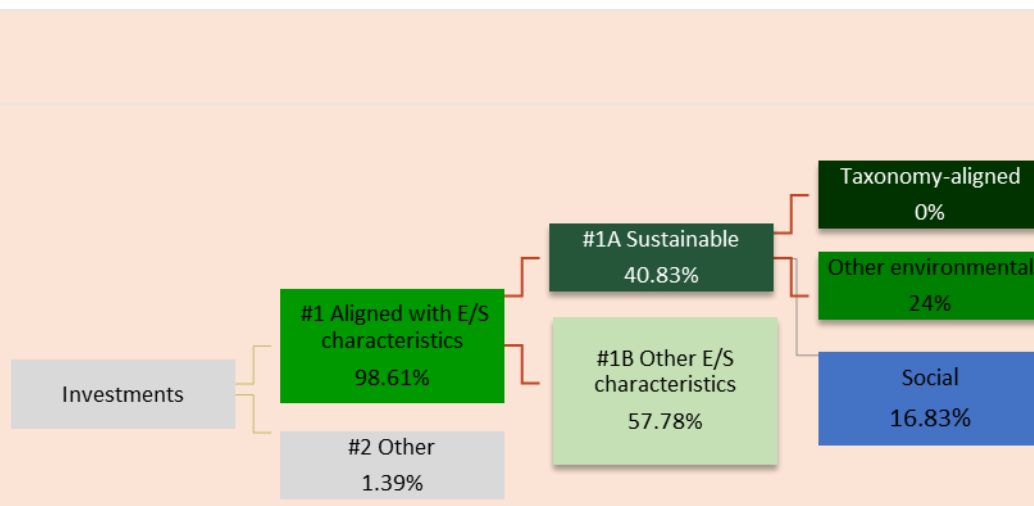 Investments
#1 Aligned with E/S
characteristics
98.61%
#2 Other
1.39%
#1A Sustainable
40.83%
#1B Other E/S
characteristics
57.78%
Taxonomy-aligned
0%
Other environmental
24%
Social
16.83%